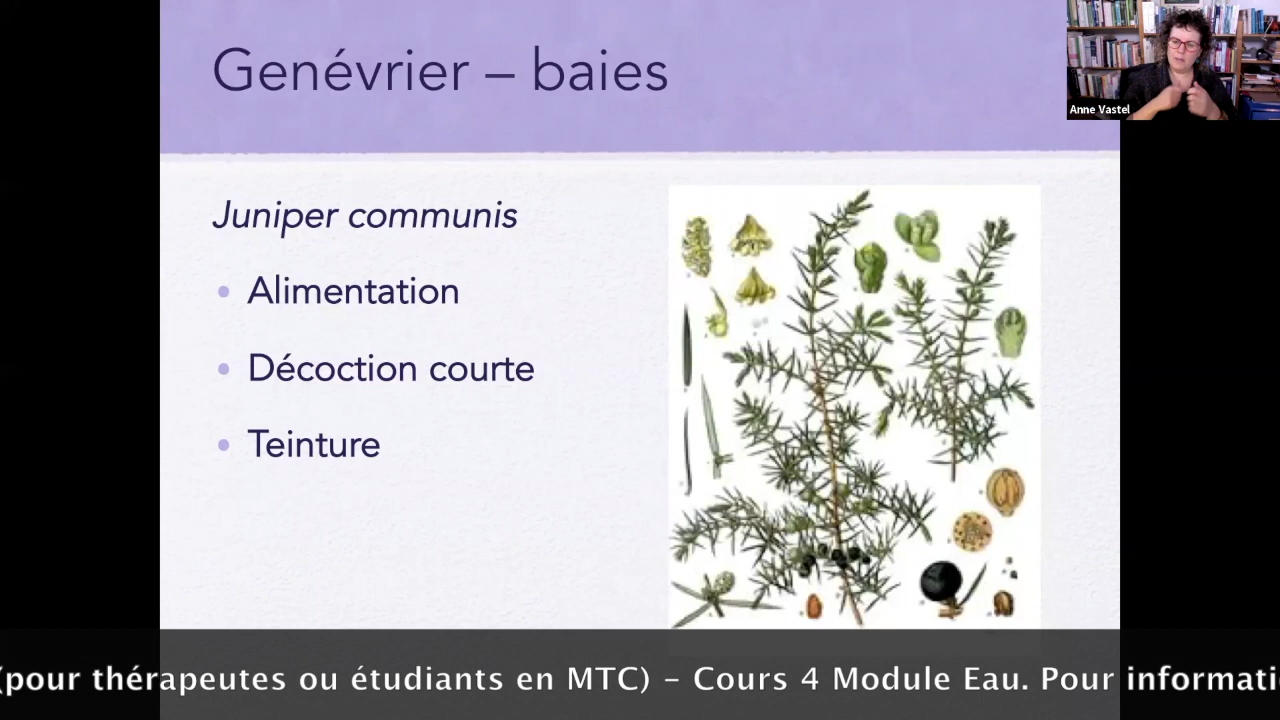 Genévrier – baies
Anne Vastel
Juniper communis
• Alimentation
• Décoction courte
• Teinture
(pour thérapeutes ou étudiants en MTC) – Cours 4 Module Eau. Pour informati